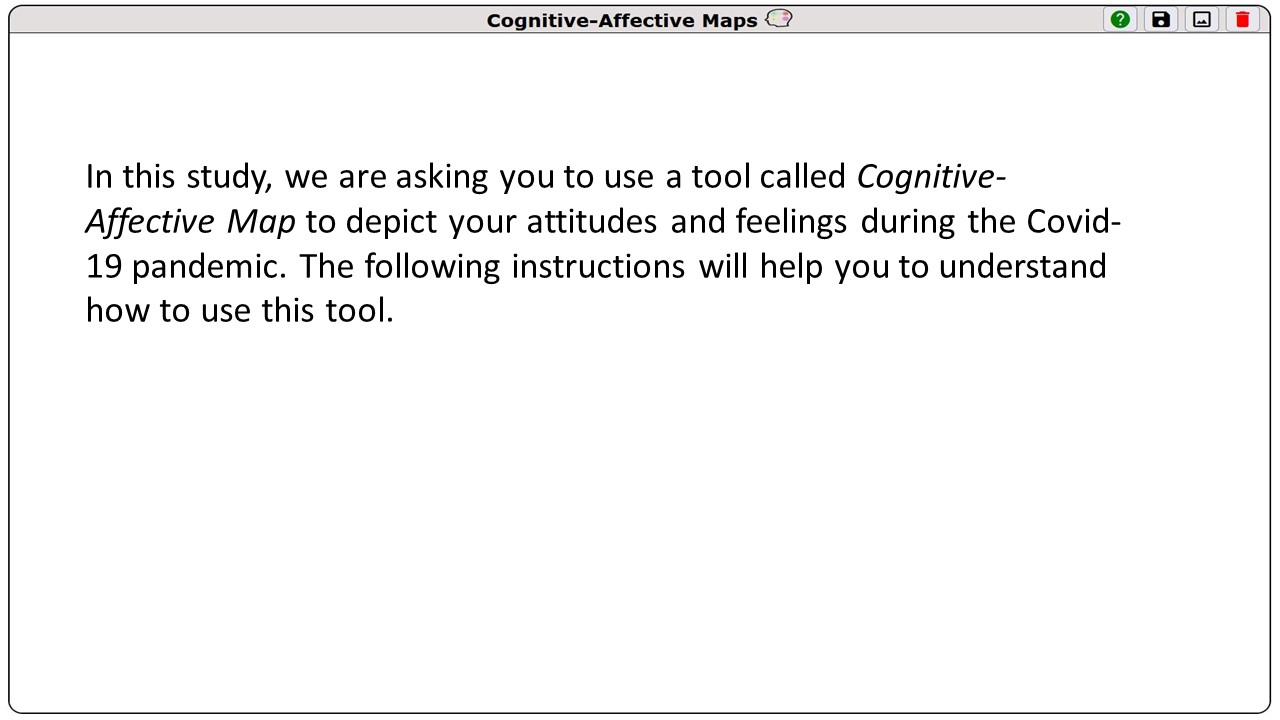 Cognitive-Affective Maps
In this study, we are asking you to use a tool called Cognitive-
Affective Map to depict your attitudes and feelings during the Covid-
19 pandemic. The following instructions will help you to understand
how to use this tool.